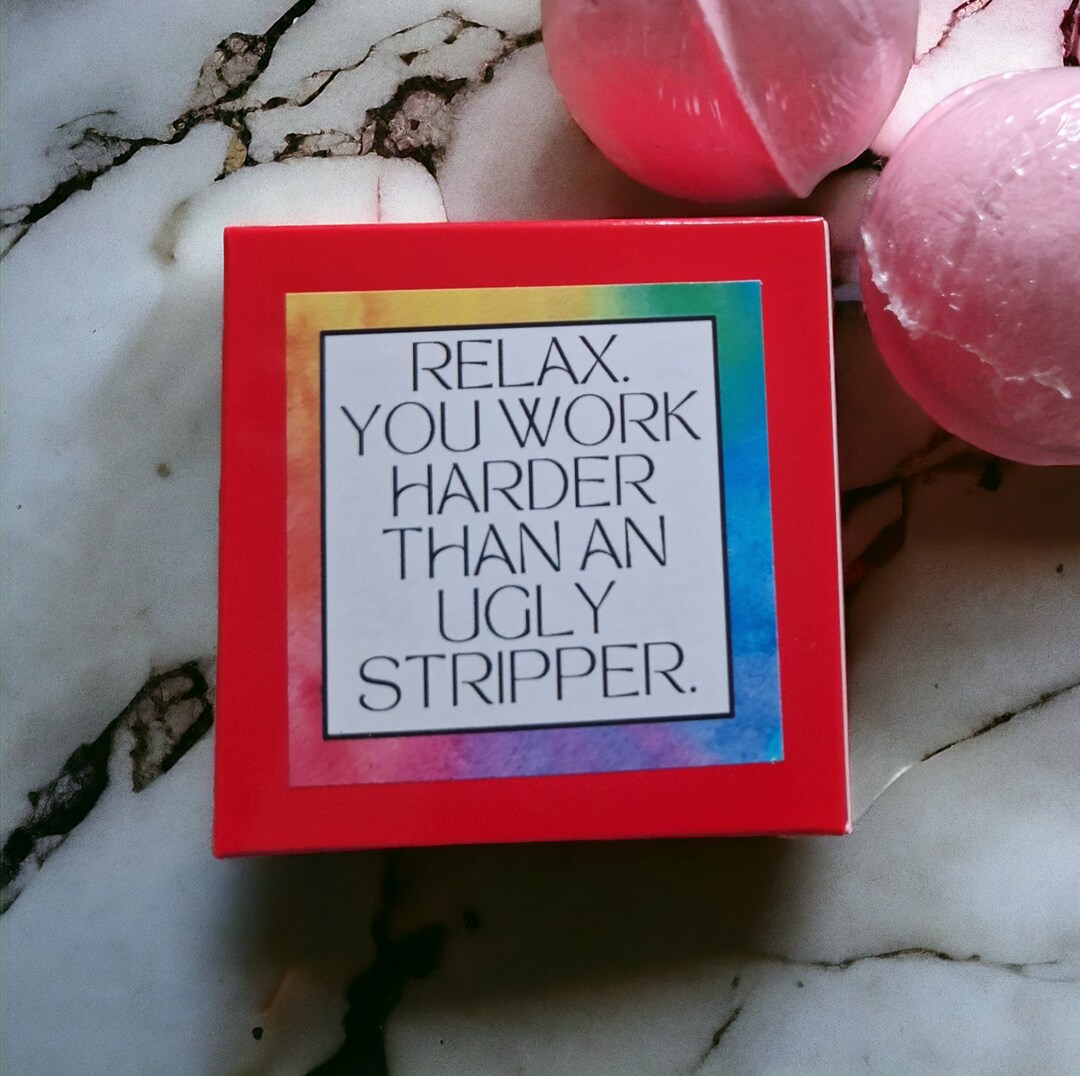 RELAX.
YOU WORK
HARDER
THAN AN
UGLY
STRIPPER.